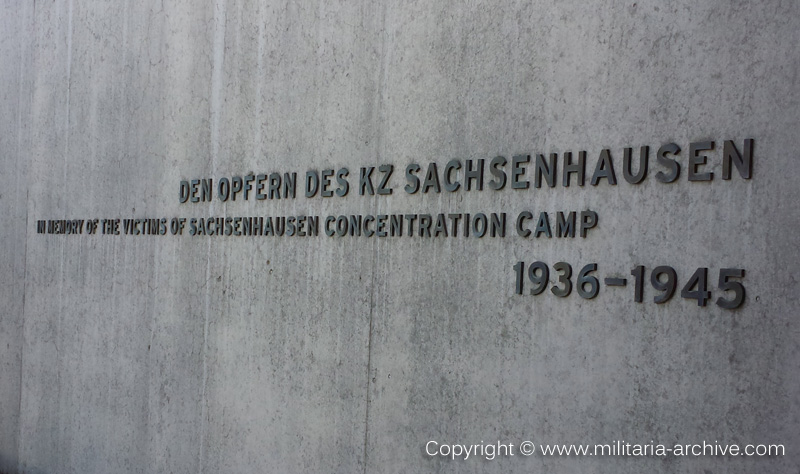 DEN OPFERN DES KZ SACHSENHAUSEN
IN MEMORY OF THE VICTIMS OF SACHSENHAUSEN CONCENTRATION CAMP
1936-1945
Copyright © www.militaria-archive.com